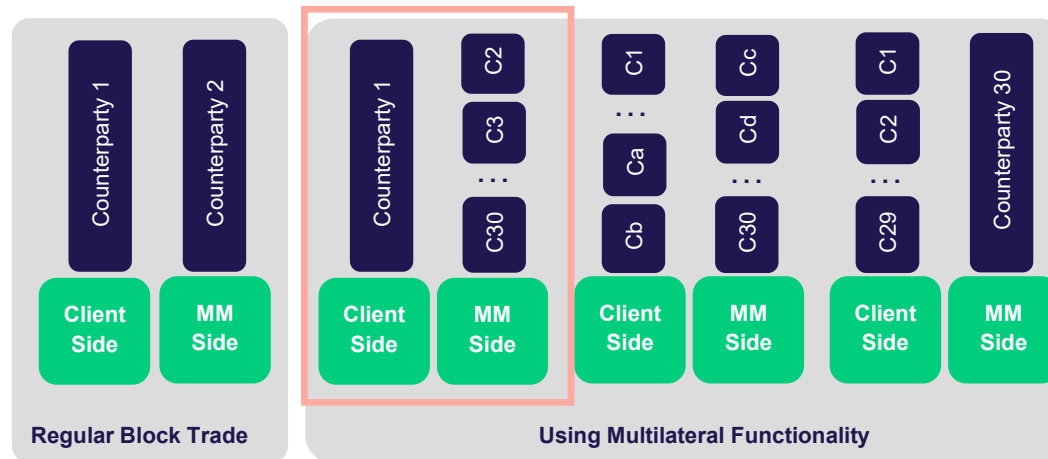 Counterparty 1
Counterparty 2
Client
Side
MM
Side
Regular Block Trade
Counterparty 1
C2
C3
...
C30
Client
Side
MM
Side
C1
...
Ca
Cb
Cc
Cd
...
C30
Client
Side
MM
Side
C1
C2
...
C29
Counterparty 30
Client
Side
MM
Side
Using Multilateral Functionality